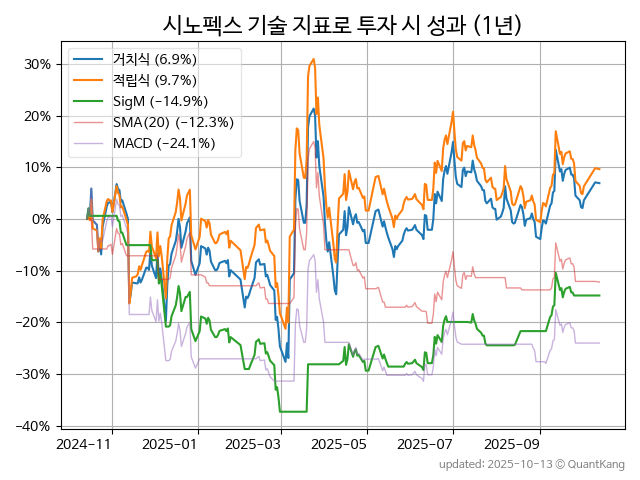 시노펙스 기술 지표로 투자 시 성과 (1년)
거치식 (6.9%)
적립식 (9.7%)
SigM (−14.9%)
SMA(20) (−12.3%)
MACD (−24.1%)
30%
20%
10%
0%
−10%
−20%
−30%
−40%
2024-11
2025-01
2025-03
2025-05
2025-07
2025-09
updated: 2025-10-13 © QuantKang